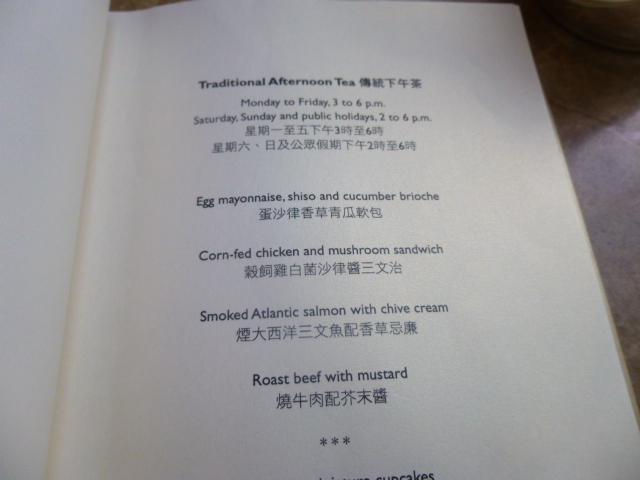 Traditional Afternoon Tea 傳統下午茶
Monday to Friday, 3 to 6 p.m.
Saturday, Sunday and public holidays, 2 to 6 p.m.
星期一至五下午3時至6時
星期六、日及公眾假期下午2時至6時
Egg mayonnaise, shiso and cucumber brioche
蛋沙律香草青瓜軟包
Corn-fed chicken and mushroom sandwich
穀飼雞白菌沙律醬三文治
Smoked Atlantic salmon with chive cream
煙大西洋三文魚配香草忌廉
Roast beef with mustard
燒牛肉配芥末醬
***
cupcakes